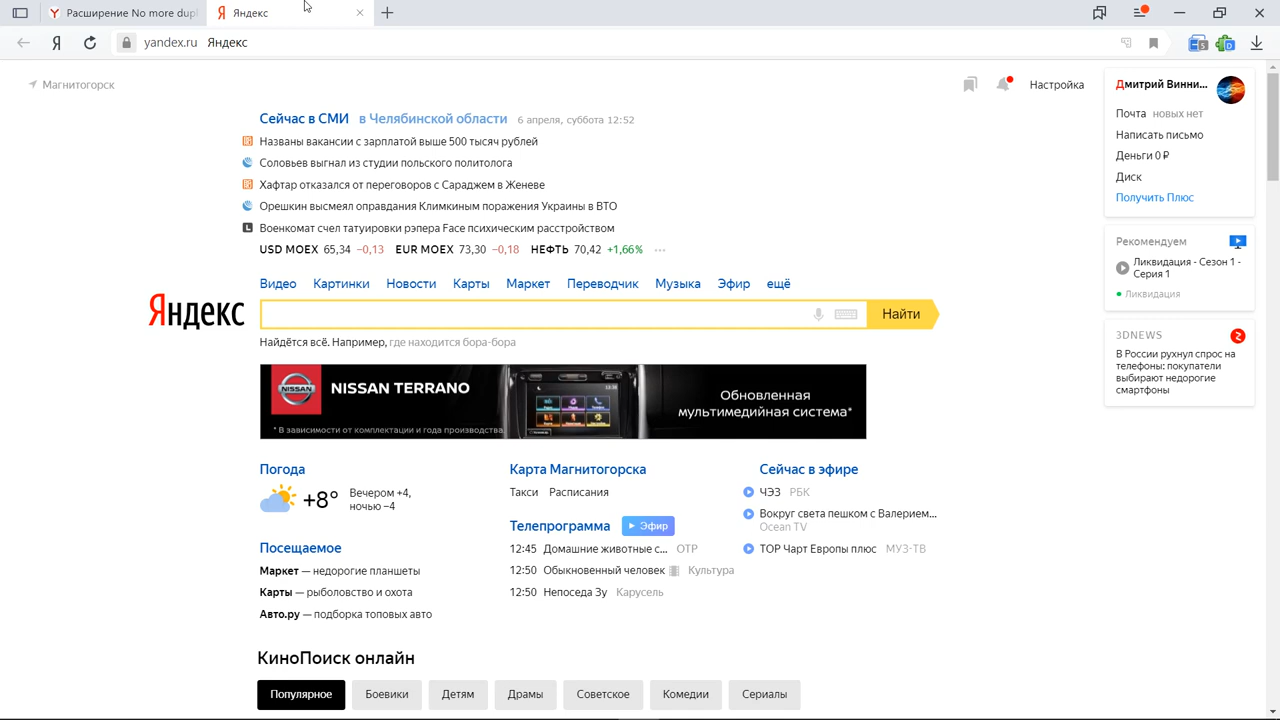 Расширение No more dupl
Яндекс
yandex.ru Яндекс
Магнитогорск
Настройка
Сейчас в СМИ в Челябинской области 6 апреля, суббота 12:52
Названы вакансии с зарплатой выше 500 тысяч рублей
Соловьев выгнал из студии польского политолога
Хафтар отказался от переговоров с Сараджем в Женеве
Орешкин высмеял оправдания Климкиным поражения Украины в ВТО
Военкомат счел татуировки рэпера Face психическим расстройством
USD MOEX 65,34 −0,13 EUR MOEX 73,30 −0,18 НЕФТЬ 70,42 +1,66% ···
Видео Картинки Новости Карты Маркет Переводчик Музыка Эфир ещё
Яндекс
Найти
Найдётся всё. Например, где находится бора-бора
NISSAN
NISSAN TERRANO
* В зависимости от комплектации и года производства.
Обновленная
мультимедийная система*
Погода
+8°
Вечером +4,
ночью −4
Посещаемое
Маркет — недорогие планшеты
Карты — рыболовство и охота
Авто.ру — подборка топовых авто
Карта Магнитогорска
Такси Расписания
Телепрограмма Эфир
12:45 Домашние животные с... ОТР
12:50 Обыкновенный человек Культура
12:50 Непоседа Зу Карусель
Сейчас в эфире
ЧЭЗ РБК
Вокруг света пешком с Валерием...
Ocean TV
ТОР Чарт Европы плюс МУЗ-ТВ
КиноПоиск онлайн
Популярное Боевики Детям Драмы Советское Комедии Сериалы
Дмитрий Винни...
Почта новых нет
Написать письмо
Деньги 0 ₽
Диск
Получить Плюс
Рекомендуем
Ликвидация - Сезон 1 -
Серия 1
Ликвидация
3DNEWS
В России рухнул спрос на
телефоны: покупатели
выбирают недорогие
смартфоны